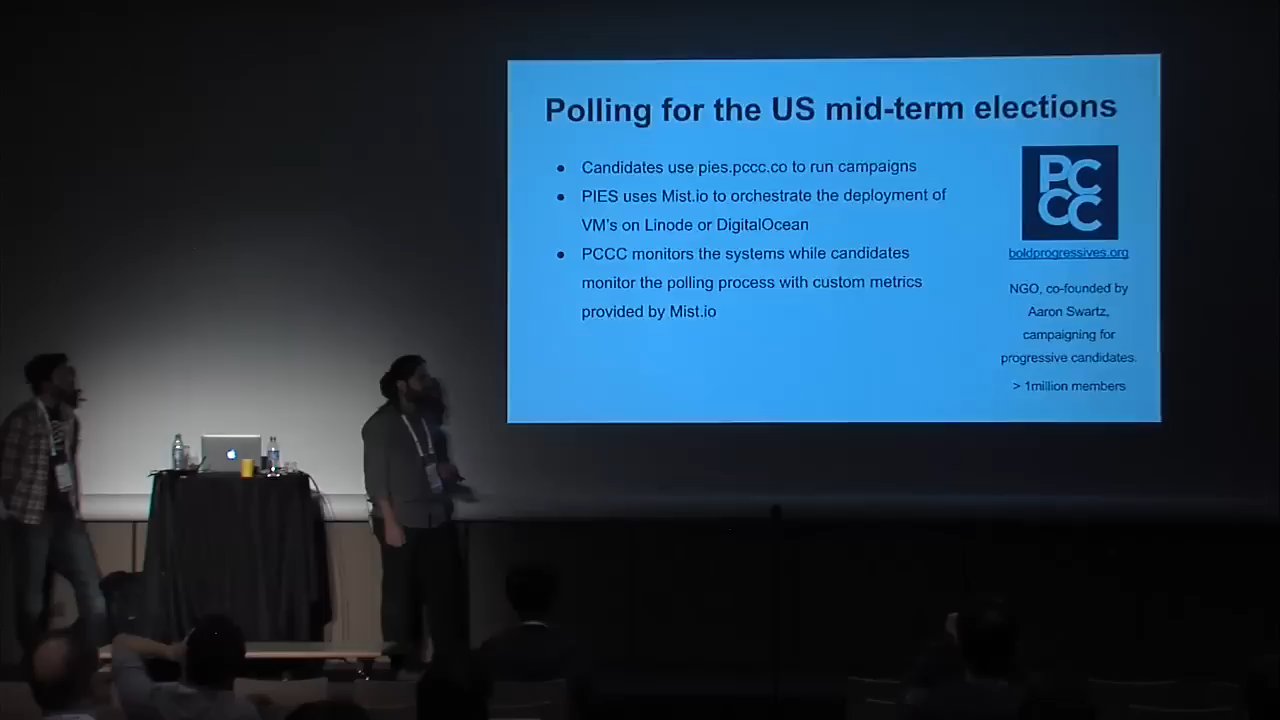 Polling for the US mid-term elections
● Candidates use pies.pccc.co to run campaigns
● PIES uses Mist.io to orchestrate the deployment of
VM's on Linode or DigitalOcean
● PCCC monitors the systems while candidates
monitor the polling process with custom metrics
provided by Mist.io
PC
CC
boldprogressives.org
NGO, co-founded by
Aaron Swartz,
campaigning for
progressive candidates.
> 1million members